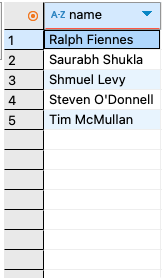 A-Z name
1 Ralph Fiennes
2 Saurabh Shukla
3 Shmuel Levy
4 Steven O'Donnell
5 Tim McMullan